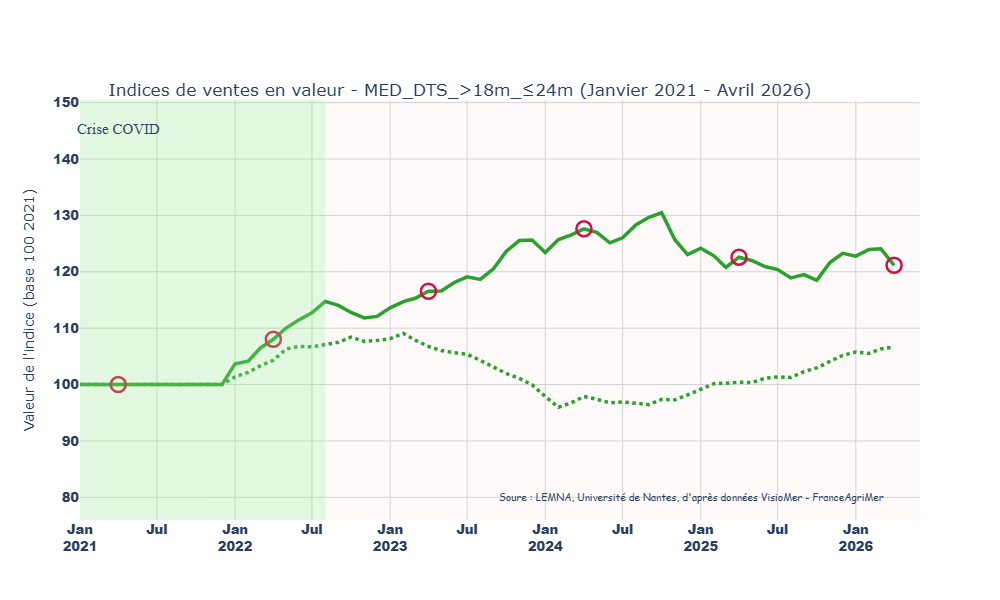 Indices de ventes en valeur - MED_DTS_>18m_≤24m (Janvier 2021 - Avril 2026)
Crise COVID
Valeur de l'indice (base 100 2021)
150
140
130
120
110
100
90
80
Soure : LEMNA, Université de Nantes, d'après données VisioMer - FranceAgriMer
Jan Jul Jan Jul Jan Jul Jan Jul Jan Jul Jan
2021 2022 2023 2024 2025 2026